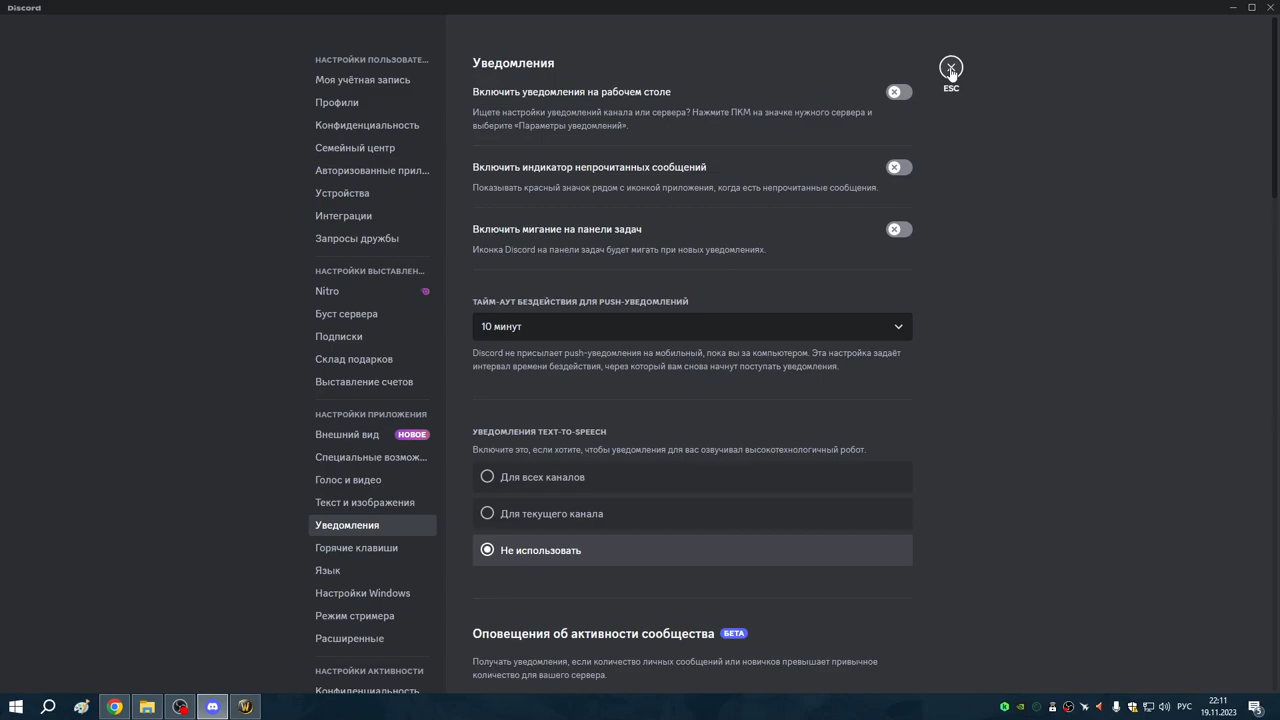 Discord
НАСТРОЙКИ ПОЛЬЗОВАТЕ...
Моя учётная запись
Профили
Конфиденциальность
Семейный центр
Авторизованные прил...
Устройства
Интеграции
Запросы дружбы
НАСТРОЙКИ ВЫСТАВЛЕН...
Nitro
Буст сервера
Подписки
Склад подарков
Выставление счетов
НАСТРОЙКИ ПРИЛОЖЕНИЯ
Внешний вид НОВОЕ
Специальные возмож...
Голос и видео
Текст и изображения
Уведомления
Горячие клавиши
Язык
Настройки Windows
Режим стримера
Расширенные
НАСТРОЙКИ АКТИВНОСТИ
Конфиденциальность
Уведомления
ESC
Включить уведомления на рабочем столе
Ищете настройки уведомлений канала или сервера? Нажмите ПКМ на значке нужного сервера и
выберите «Параметры уведомлений».
Включить индикатор непрочитанных сообщений
Показывать красный значок рядом с иконкой приложения, когда есть непрочитанные сообщения.
Включить мигание на панели задач
Иконка Discord на панели задач будет мигать при новых уведомлениях.
ТАЙМ-АУТ БЕЗДЕЙСТВИЯ ДЛЯ PUSH-УВЕДОМЛЕНИЙ
10 минут
Discord не присылает push-уведомления на мобильный, пока вы за компьютером. Эта настройка задаёт
интервал времени бездействия, через который вам снова начнут поступать уведомления.
УВЕДОМЛЕНИЯ TEXT-TO-SPEECH
Включите это, если хотите, чтобы уведомления для вас озвучивал высокотехнологичный робот.
Для всех каналов
Для текущего канала
Не использовать
Оповещения об активности сообщества БЕТА
Получать уведомления, если количество личных сообщений или новичков превышает привычное
количество для вашего сервера.
РУС
22:11
19.11.2023